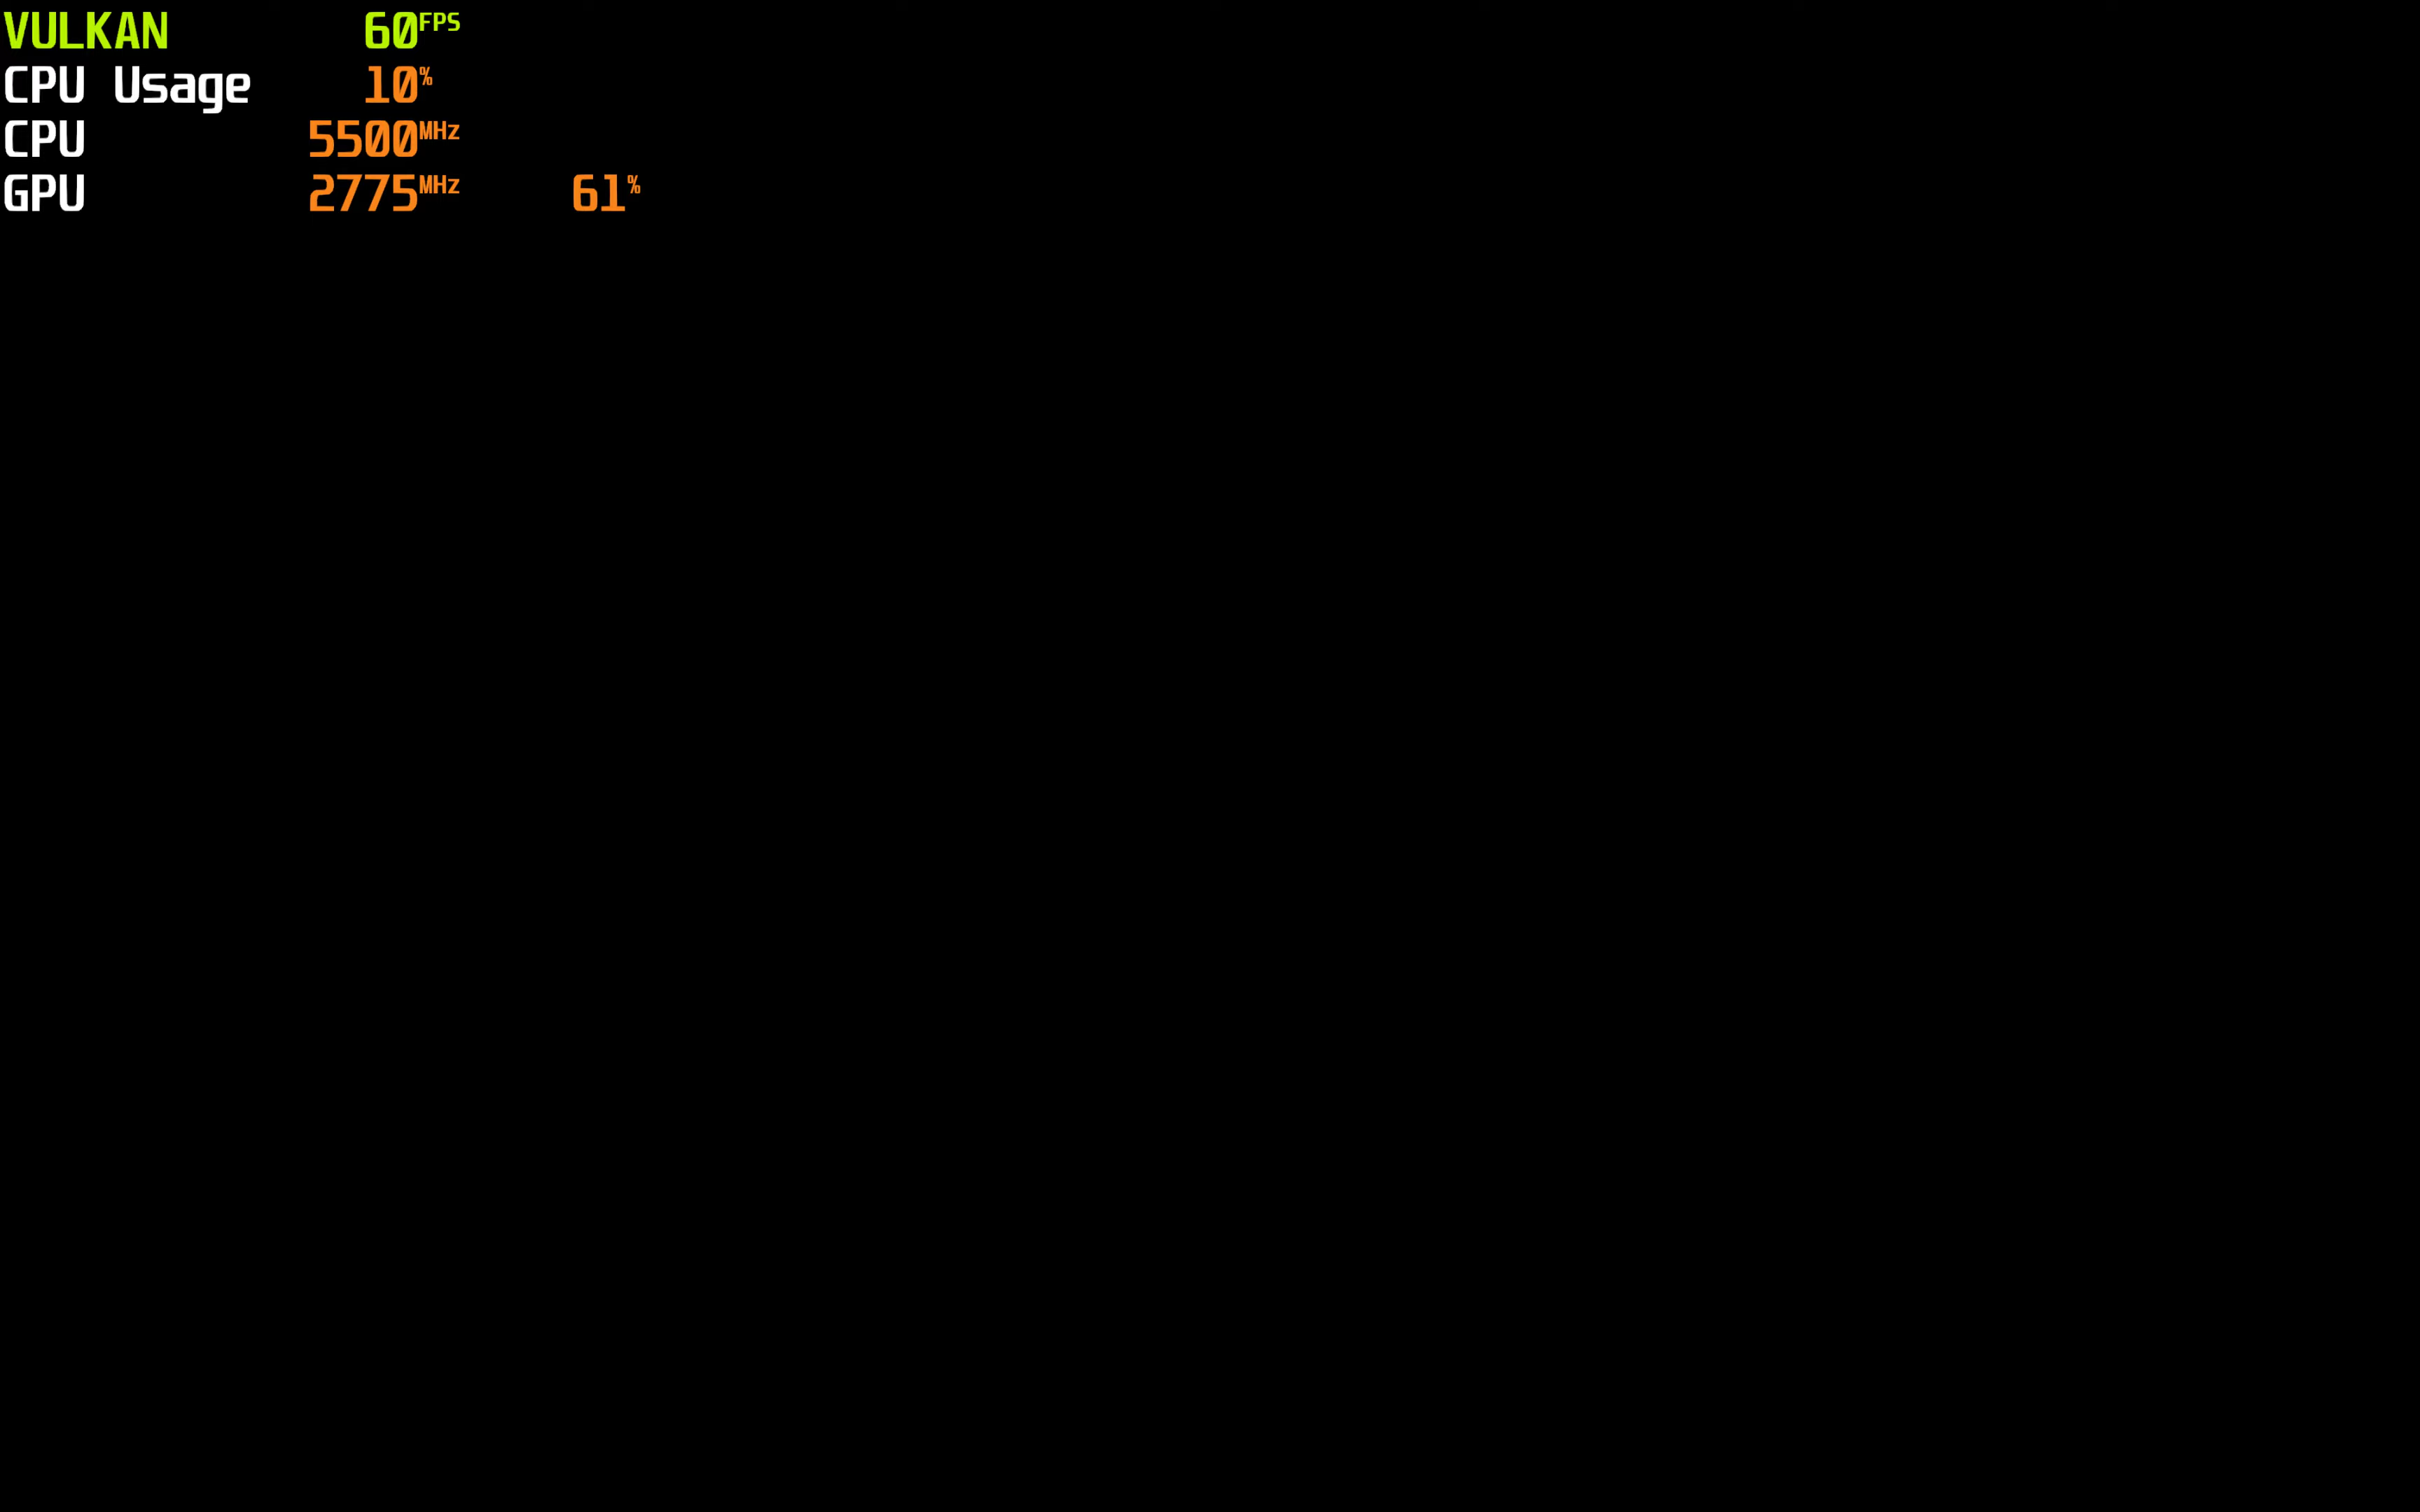 VULKAN 60FPS
CPU Usage 10%
CPU 5500MHz
GPU 2775MHz 61%